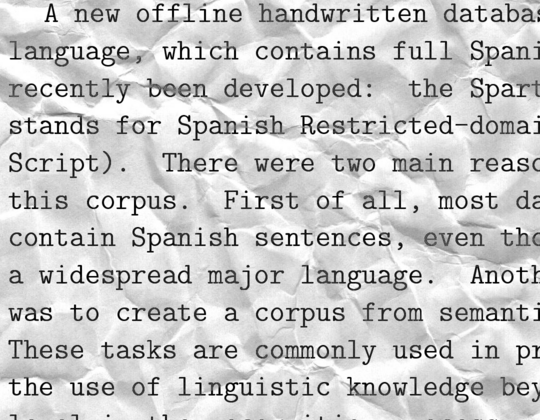 A new offline handwritten databas
language, which contains full Spani
recently been developed: the Spart
stands for Spanish Restricted-domai
Script). There were two main reaso
this corpus. First of all, most da
contain Spanish sentences, even tho
a widespread major language. Anoth
was to create a corpus from semanti
These tasks are commonly used in pr
the use of linguistic knowledge bey